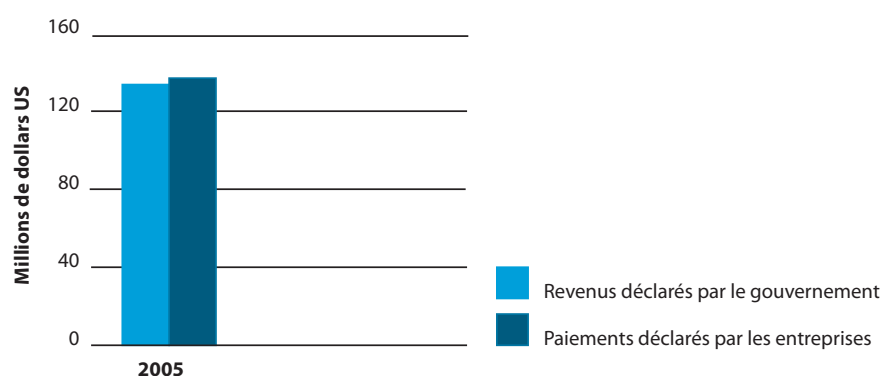 160
120
80
40
0
Millions de dollars US
2005
Revenus déclarés par le gouvernement
Paiements déclarés par les entreprises